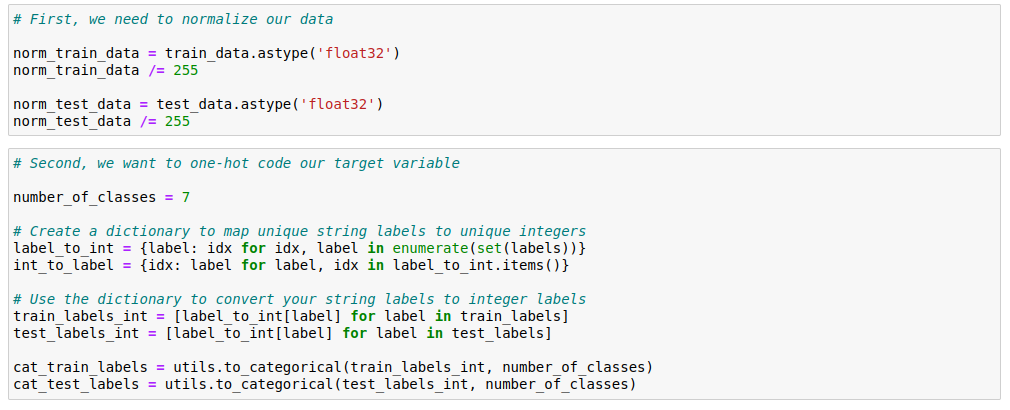 # First, we need to normalize our data
norm_train_data = train_data.astype('float32')
norm_train_data /= 255
norm_test_data = test_data.astype('float32')
norm_test_data /= 255
# Second, we want to one-hot code our target variable
number_of_classes = 7
# Create a dictionary to map unique string labels to unique integers
label_to_int = {label: idx for idx, label in enumerate(set(labels))}
int_to_label = {idx: label for label, idx in label_to_int.items()}
# Use the dictionary to convert your string labels to integer labels
train_labels_int = [label_to_int[label] for label in train_labels]
test_labels_int = [label_to_int[label] for label in test_labels]
cat_train_labels = utils.to_categorical(train_labels_int, number_of_classes)
cat_test_labels = utils.to_categorical(test_labels_int, number_of_classes)